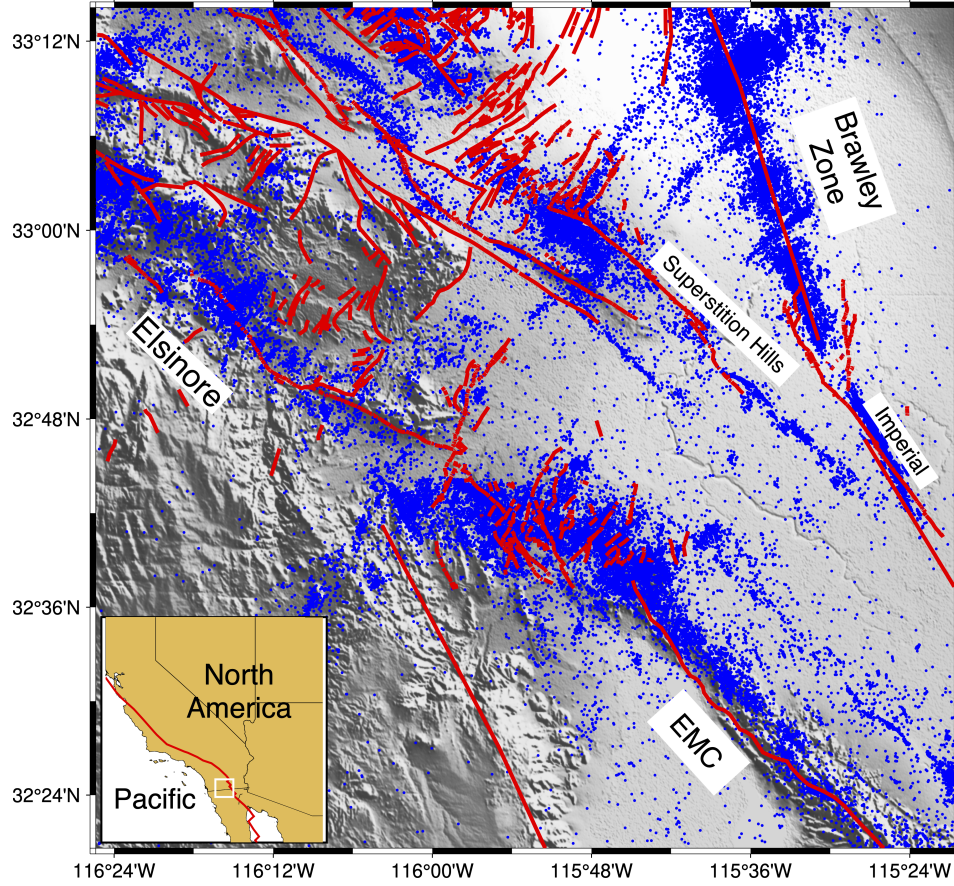 33°12'N
33°00'N
32°48'N
32°36'N
32°24'N
116°24'W
116°12'W
116°00'W
115°48'W
115°36'W
115°24'W
Brawley
Zone
Superstition Hills
Imperial
Elsinore
EMC
North
America
Pacific